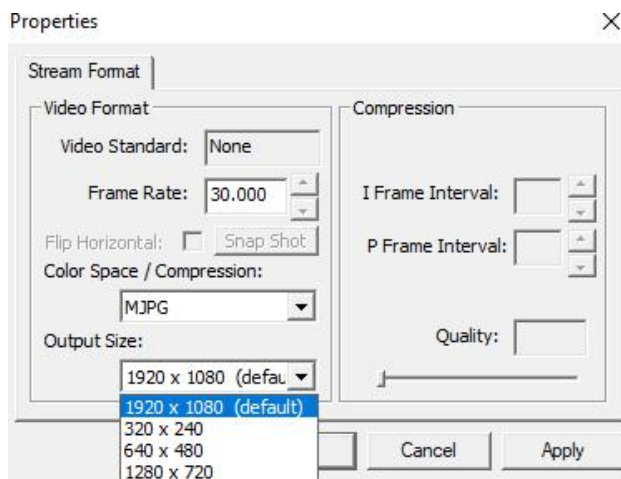 Properties
Stream Format
Video Format
Video Standard: None
Frame Rate: 30.000
Flip Horizontal: Snap Shot
Color Space / Compression:
MJPG
Output Size:
1920 x 1080 (defau
1920 x 1080 (default)
320 x 240
640 x 480
1280 x 720
Compression
I Frame Interval:
P Frame Interval:
Quality:
Cancel Apply